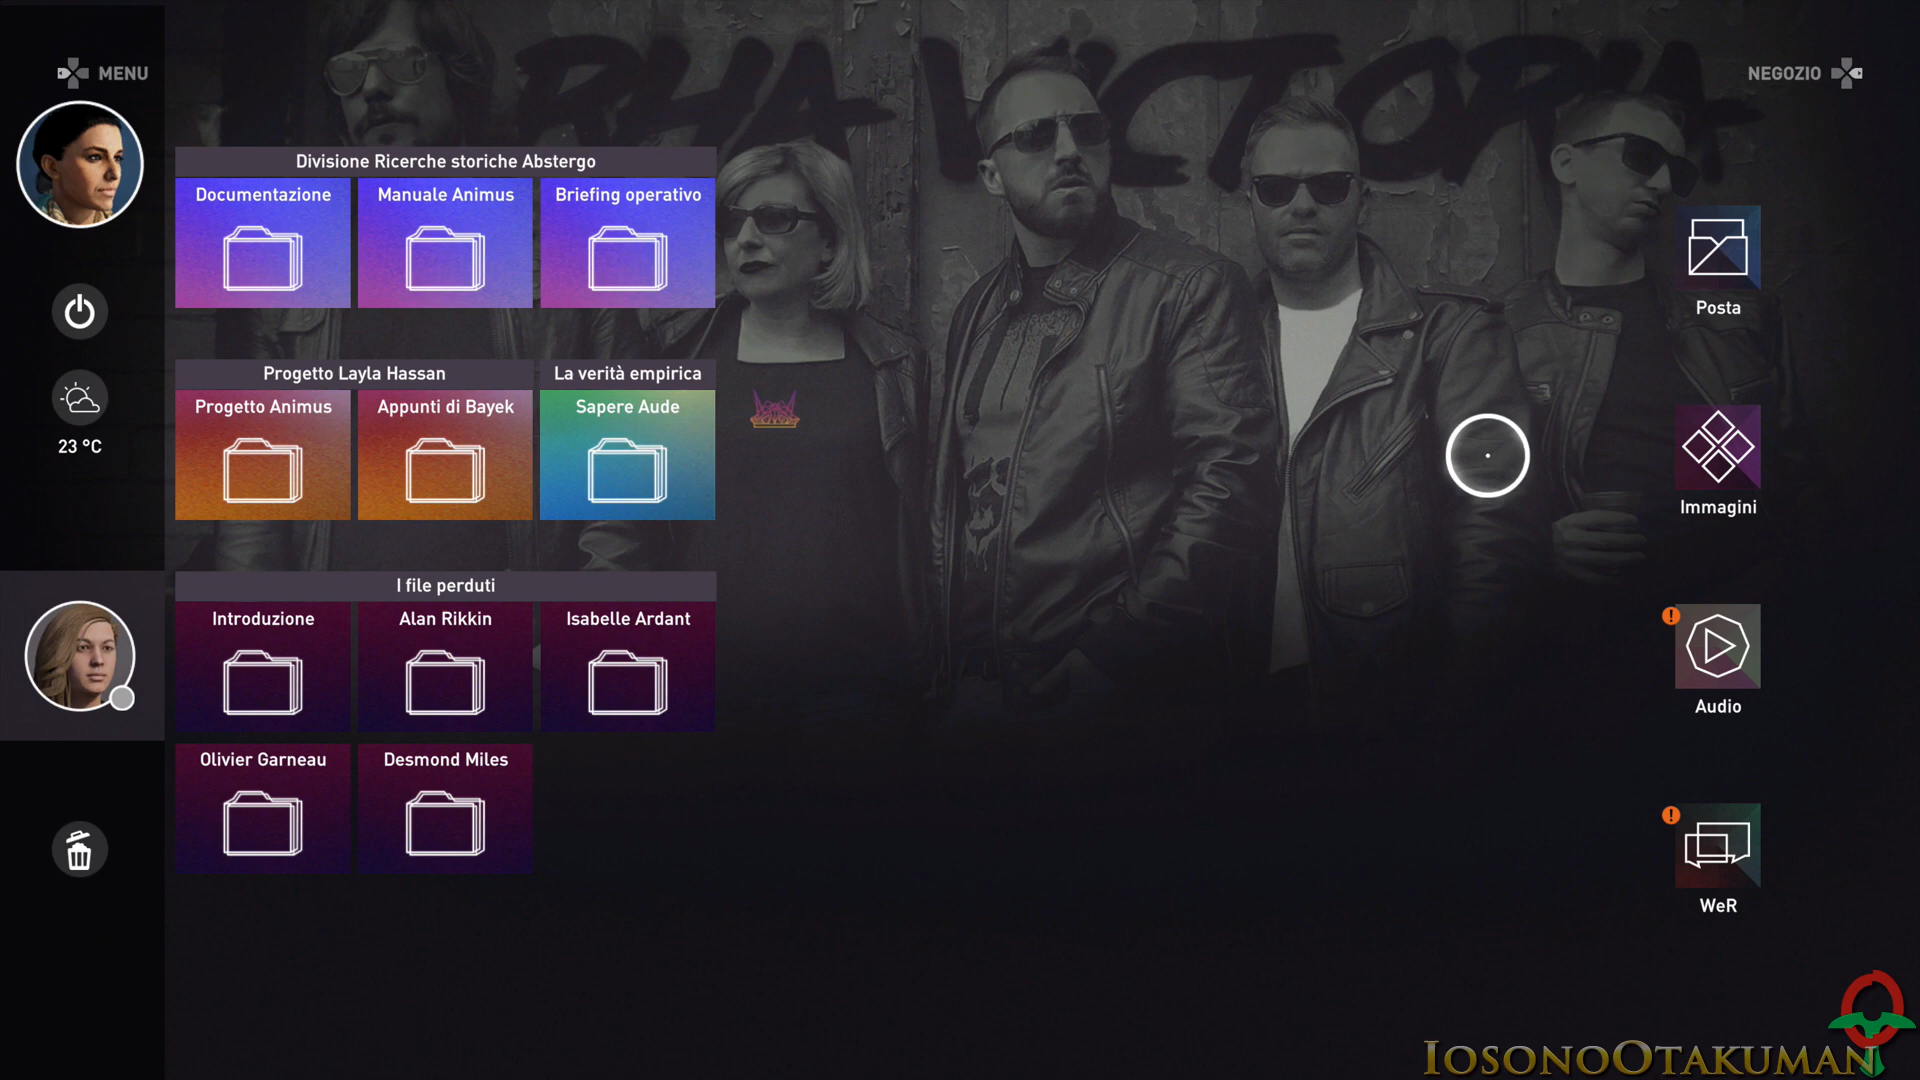 MENU
NEGOZIO
RHA VICTORIA
Divisione Ricerche storiche Abstergo
Documentazione
Manuale Animus
Briefing operativo
Posta
Progetto Layla Hassan
La verità empirica
Progetto Animus
Appunti di Bayek
Sapere Aude
23 °C
Immagini
I file perduti
Introduzione
Alan Rikkin
Isabelle Ardant
Audio
Olivier Garneau
Desmond Miles
WeR
IOSONOOTAKUMAN